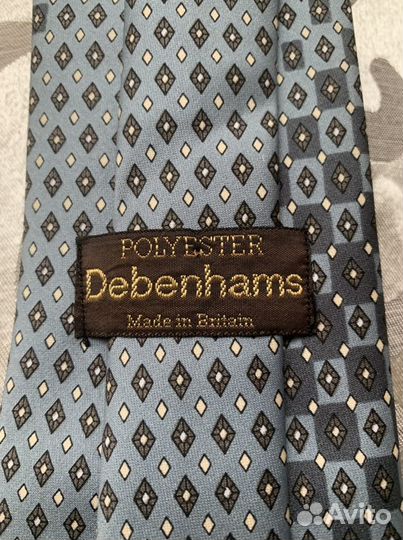 POLYESTER
Debenhams
Made in Britain
Avito